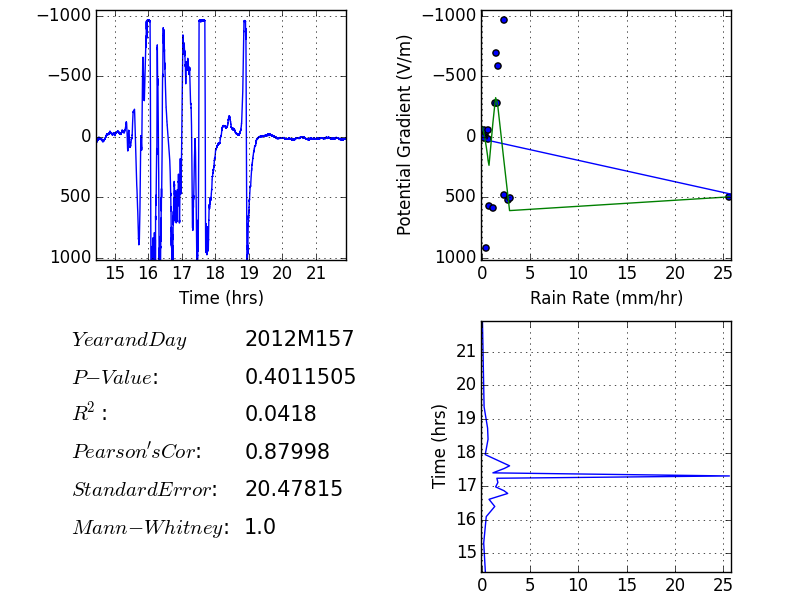 −1000
−500
0
500
1000
15 16 17 18 19 20 21
Time (hrs)
Potential Gradient (V/m)
−1000
−500
0
500
1000
0 5 10 15 20 25
Rain Rate (mm/hr)
YearandDay 2012M157
P−Value: 0.4011505
R²: 0.0418
Pearson'sCor: 0.87998
StandardError: 20.47815
Mann−Whitney: 1.0
Time (hrs)
21
20
19
18
17
16
15
0 5 10 15 20 25